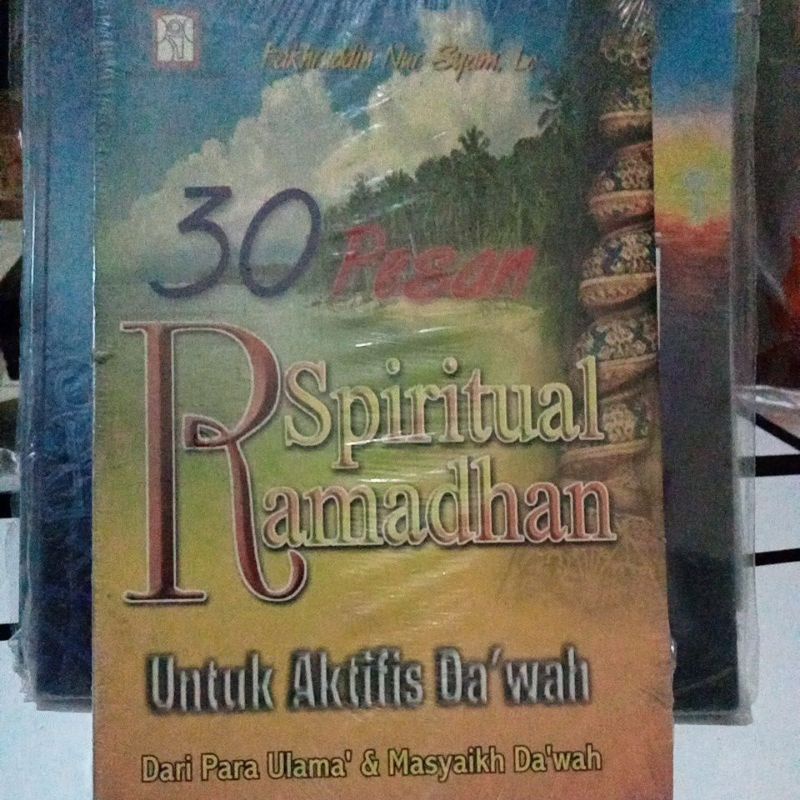 Fakhruddin Nur Syam, Lc
30 Pesan
Spiritual
Ramadhan
Untuk Aktifis Da'wah
Dari Para Ulama' & Masyaikh Da'wah